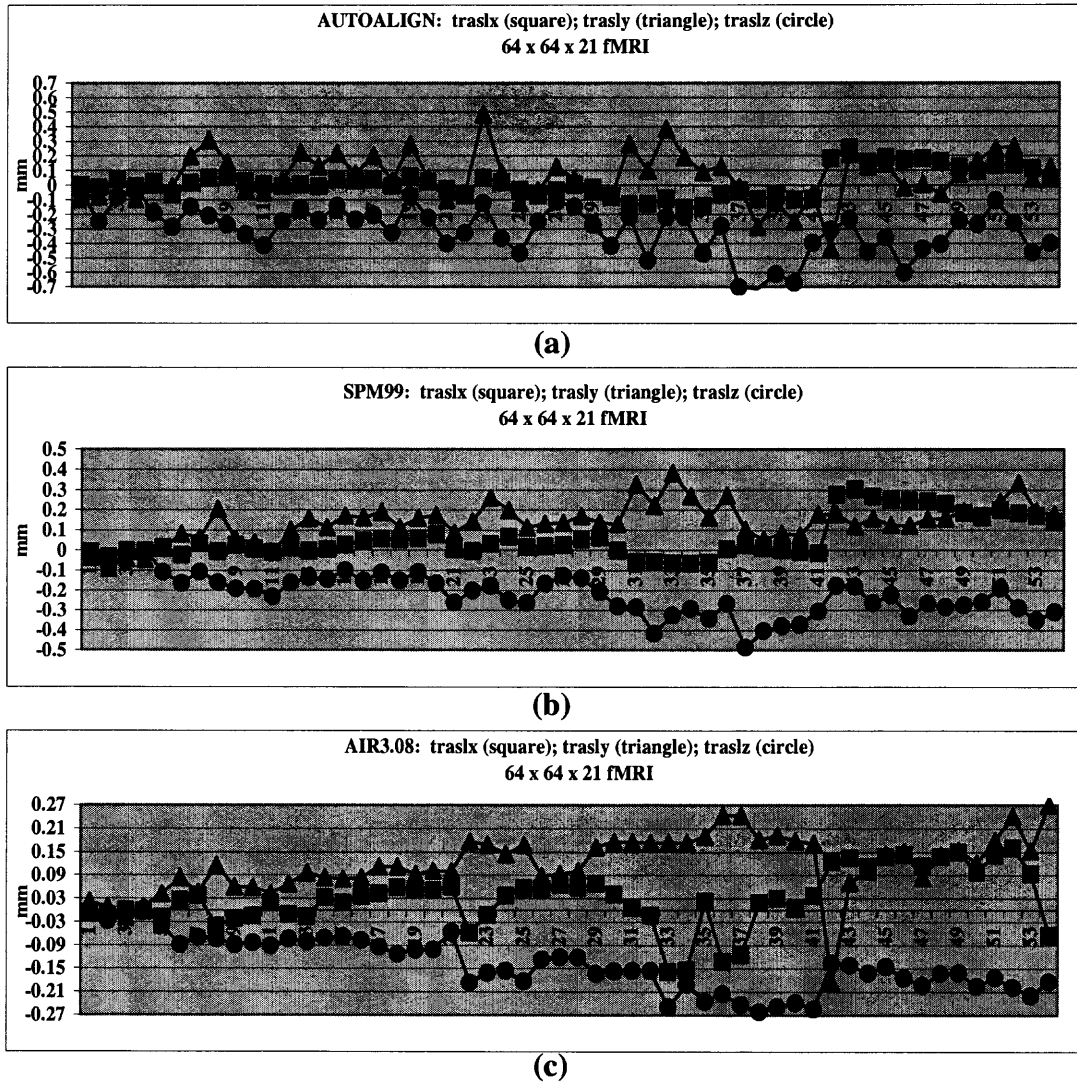 AUTOALIGN: traslx (square); trasly (triangle); traslz (circle)
64 x 64 x 21 fMRI
0.7
0.6
0.5
0.4
0.3
0.2
0.1
0
-0.1
-0.2
-0.3
-0.4
-0.5
-0.6
-0.7
mm
(a)
SPM99: traslx (square); trasly (triangle); traslz (circle)
64 x 64 x 21 fMRI
0.5
0.4
0.3
0.2
0.1
0
-0.1
-0.2
-0.3
-0.4
-0.5
mm
21 25 29 37 39 41 45 47 49 53
(b)
AIR3.08: traslx (square); trasly (triangle); traslz (circle)
64 x 64 x 21 fMRI
0.27
0.21
0.15
0.09
0.03
-0.03
-0.09
-0.15
-0.21
-0.27
mm
1 19 23 25 27 29 31 33 35 37 39 41 43 45 47 49 51 53
(c)